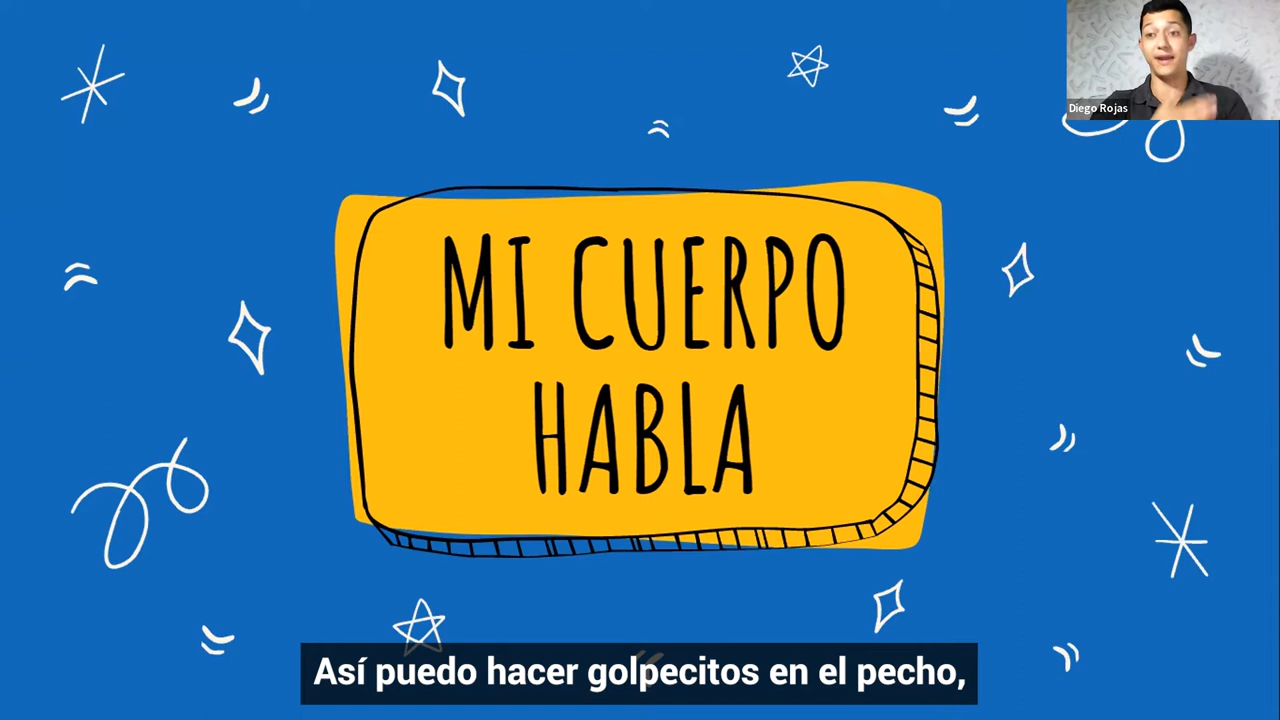 Diego Rojas
MI CUERPO
HABLA
Así puedo hacer golpecitos en el pecho,